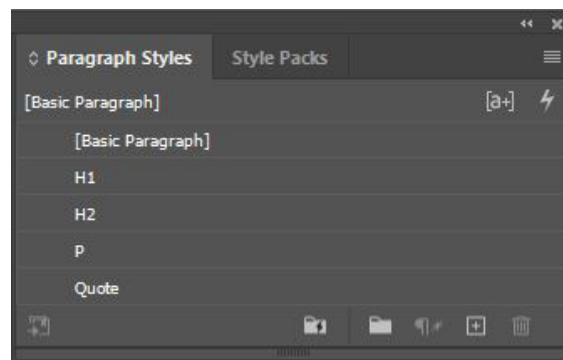 Paragraph Styles Style Packs
[Basic Paragraph] [a+]
[Basic Paragraph]
H1
H2
P
Quote